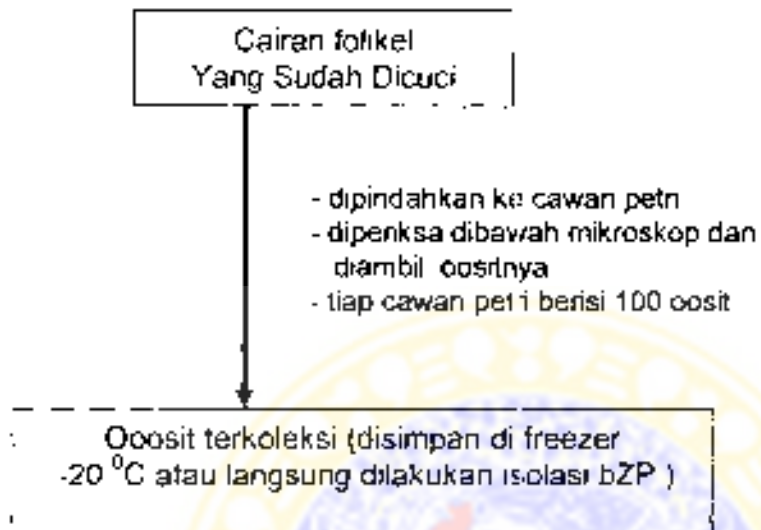 Cairan folikel
Yang Sudah Dicuci
- dipindahkan ke cawan petri
- diperiksa dibawah mikroskop dan
diambil oositnya
- tiap cawan petri berisi 100 oosit
Ooosit terkoleksi (disimpan di freezer
-20 ⁰C atau langsung dilakukan isolasi bZP )